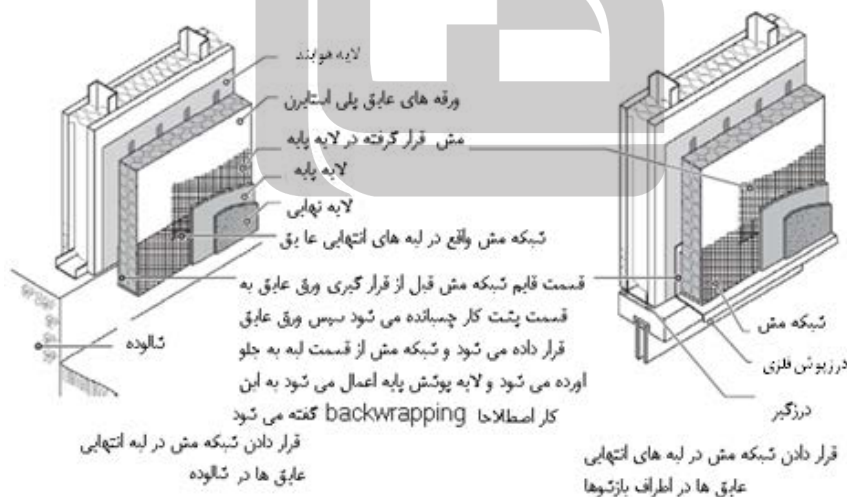 لایه هوابند
ورقه های عایق پلی استایرن
مش قرار گرفته در لایه پایه
لایه پایه
لایه نهایی
شبکه مش واقع در لبه های انتهایی عا یق
قسمت قایم شبکه مش قبل از قرار گیری ورق عایق به
قسمت پشت کار چسبانده می شود سپس ورق عایق
قرار داده می شود و شبکه مش از قسمت لبه به جلو
اورده می شود و لایه پوشش پایه اعمال می شود به این
کار اصطلاحا backwrapping گفته می شود
شالوده
قرار دادن شبکه مش در لبه انتهایی
عایق ها در شالوده
شبکه مش
درزپوش فلزی
درزگیر
قرار دادن شبکه مش در لبه های انتهایی
عایق ها در اطراف بازشوها